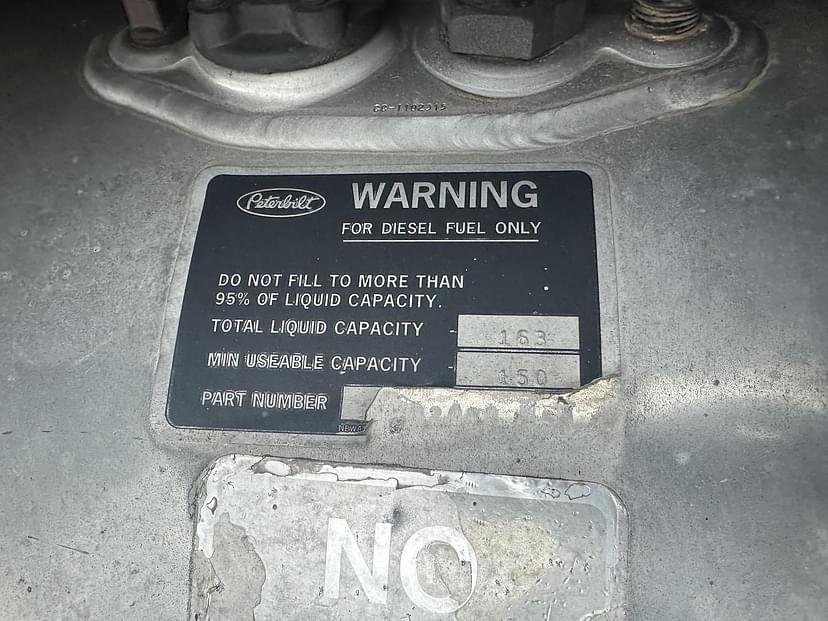 Peterbilt WARNING
FOR DIESEL FUEL ONLY
DO NOT FILL TO MORE THAN
95% OF LIQUID CAPACITY.
TOTAL LIQUID CAPACITY 163
MIN USEABLE CAPACITY 150
PART NUMBER
NO